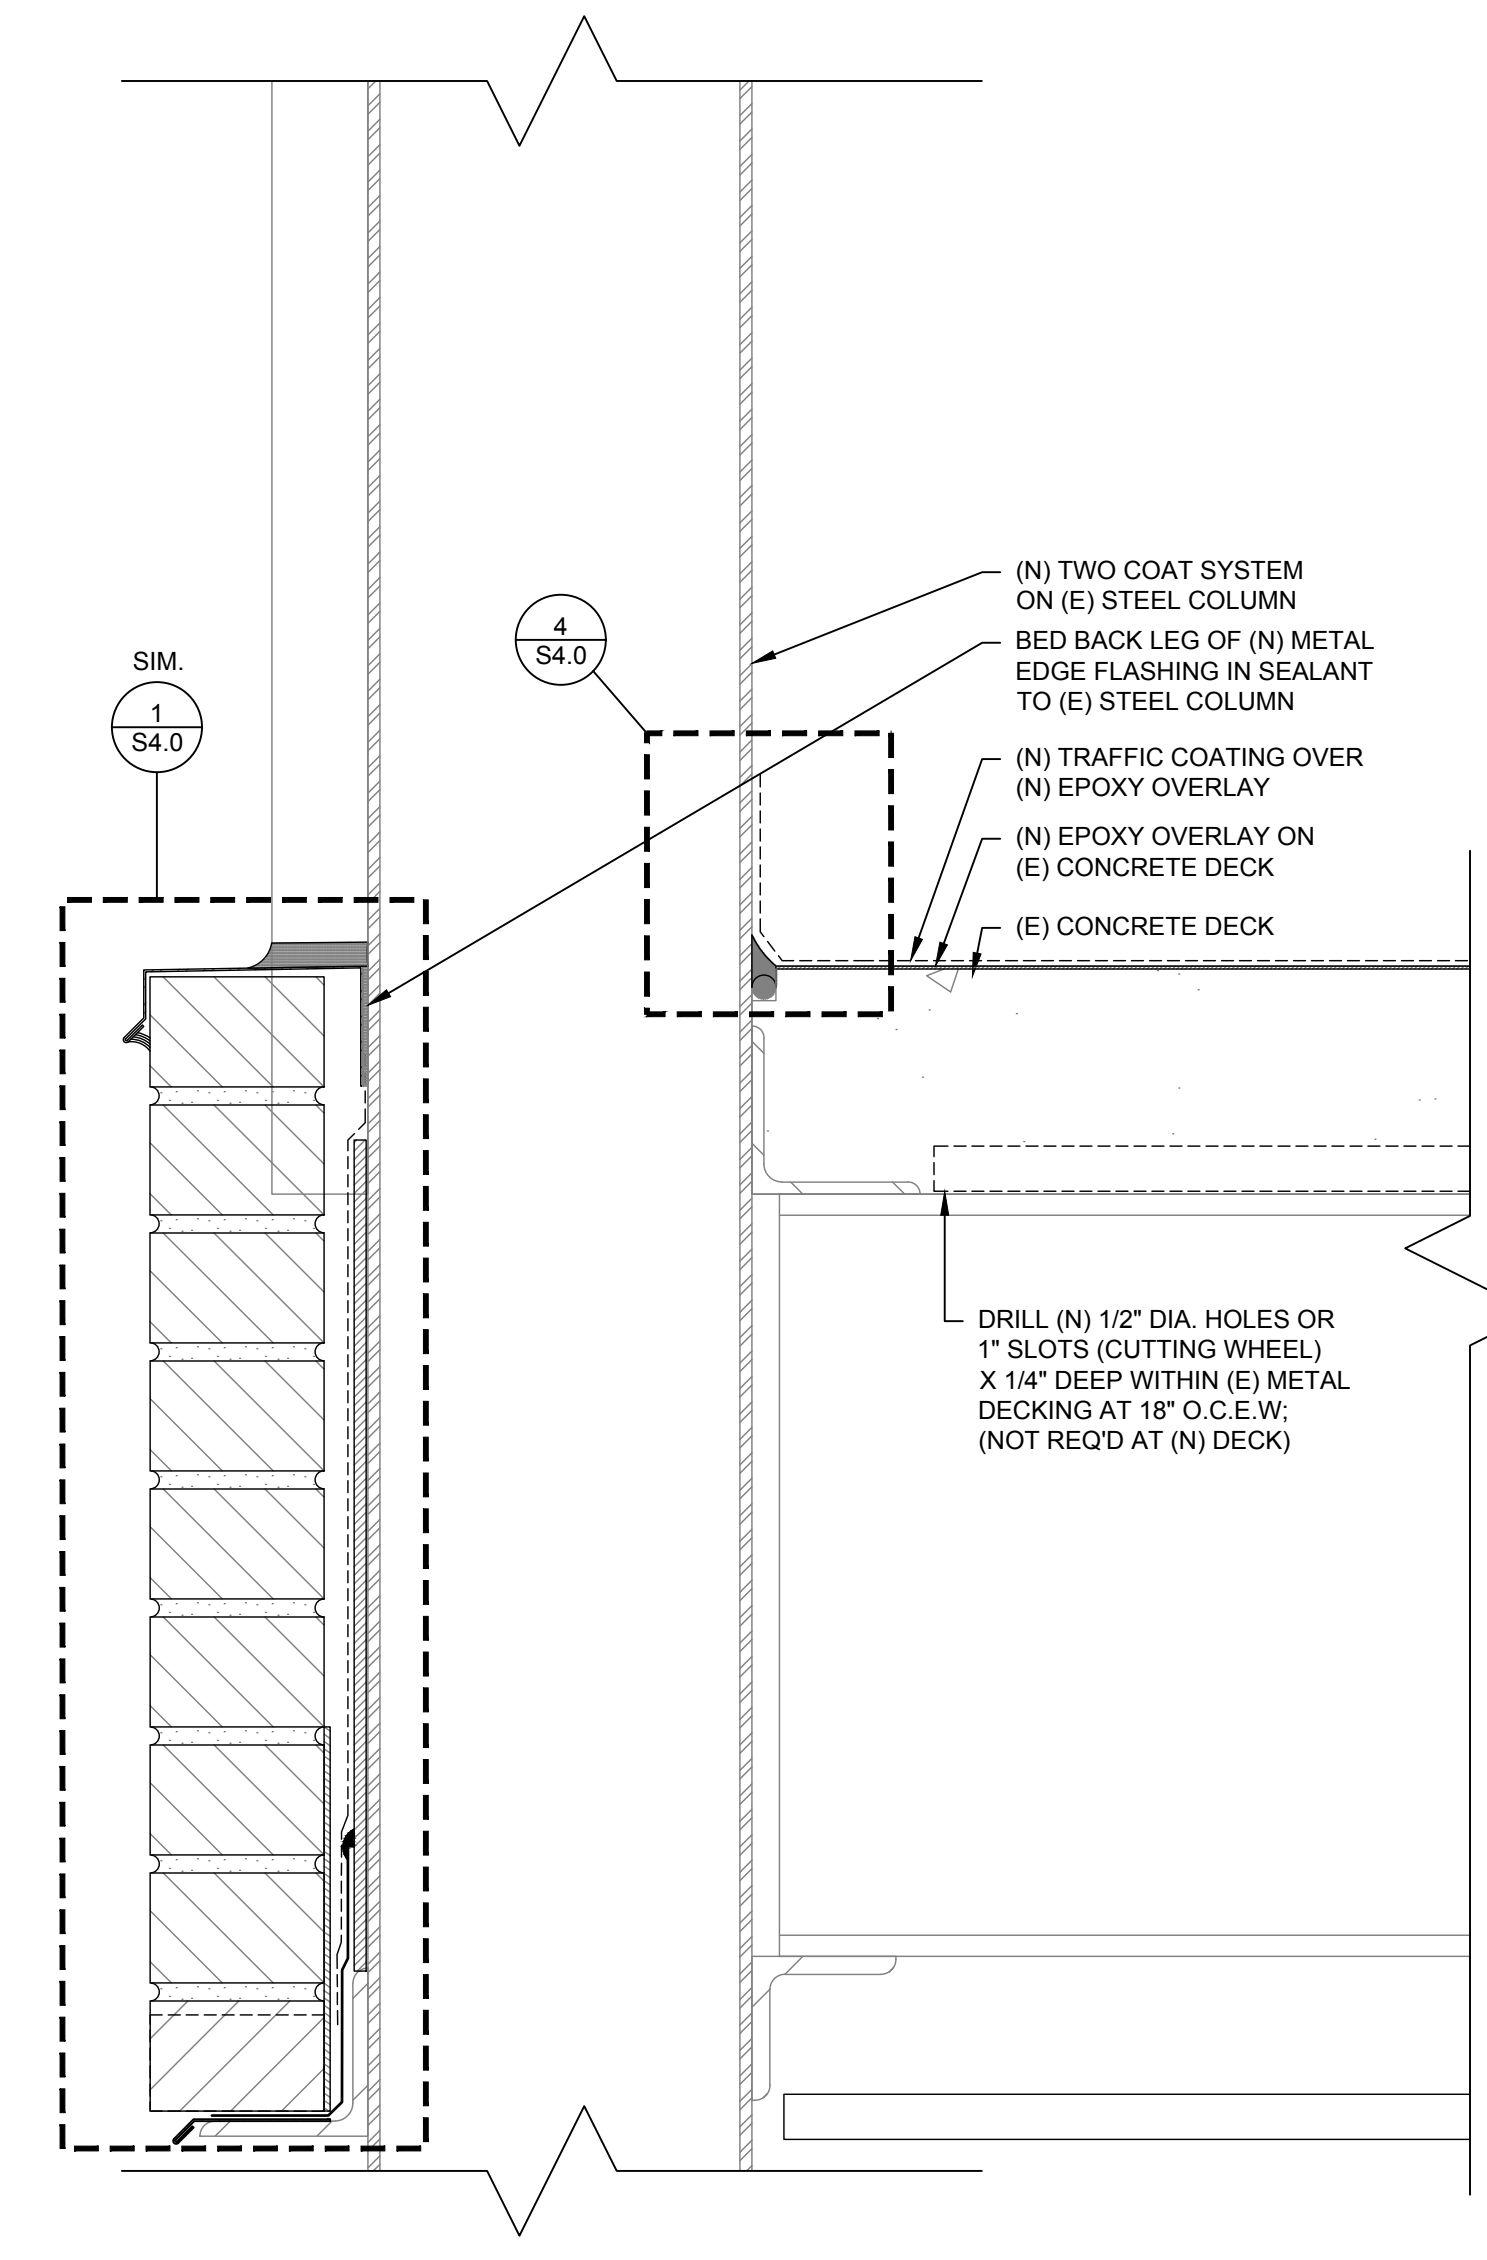 (N) TWO COAT SYSTEM
ON (E) STEEL COLUMN
4
S4.0
BED BACK LEG OF (N) METAL
EDGE FLASHING IN SEALANT
TO (E) STEEL COLUMN
SIM.
1
S4.0
(N) TRAFFIC COATING OVER
(N) EPOXY OVERLAY
(N) EPOXY OVERLAY ON
(E) CONCRETE DECK
(E) CONCRETE DECK
DRILL (N) 1/2" DIA. HOLES OR
1" SLOTS (CUTTING WHEEL)
X 1/4" DEEP WITHIN (E) METAL
DECKING AT 18" O.C.E.W;
(NOT REQ'D AT (N) DECK)